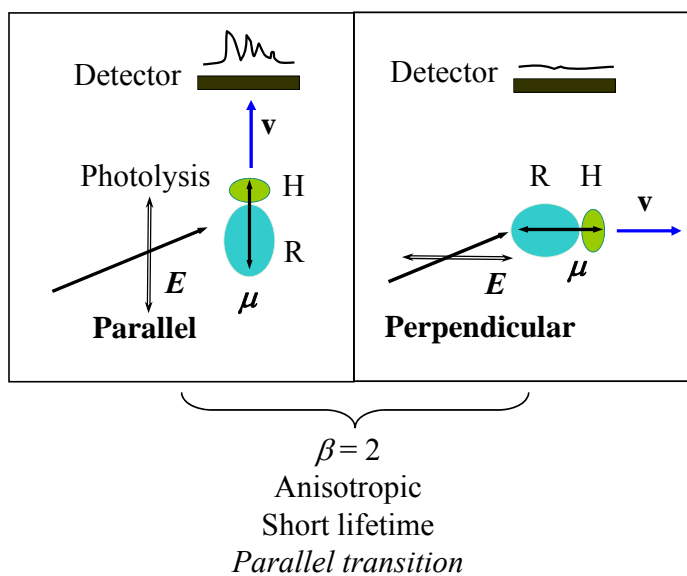 Detector
v
Photolysis
H
R
E
μ
Parallel
Detector
R H
v
E
μ
Perpendicular
β = 2
Anisotropic
Short lifetime
Parallel transition